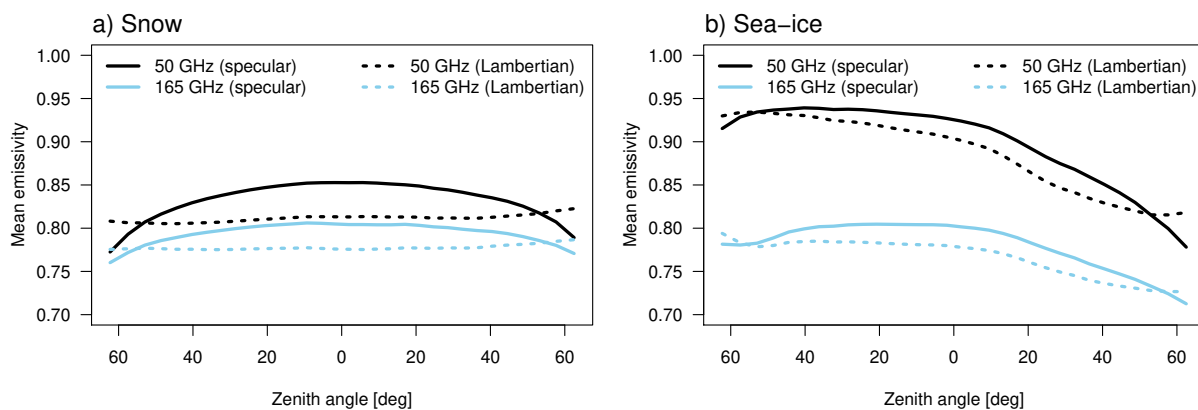 a) Snow
50 GHz (specular)
165 GHz (specular)
50 GHz (Lambertian)
165 GHz (Lambertian)
Mean emissivity
1.00
0.95
0.90
0.85
0.80
0.75
0.70
60 40 20 0 20 40 60
Zenith angle [deg]
b) Sea−ice
50 GHz (specular)
165 GHz (specular)
50 GHz (Lambertian)
165 GHz (Lambertian)
Mean emissivity
1.00
0.95
0.90
0.85
0.80
0.75
0.70
60 40 20 0 20 40 60
Zenith angle [deg]